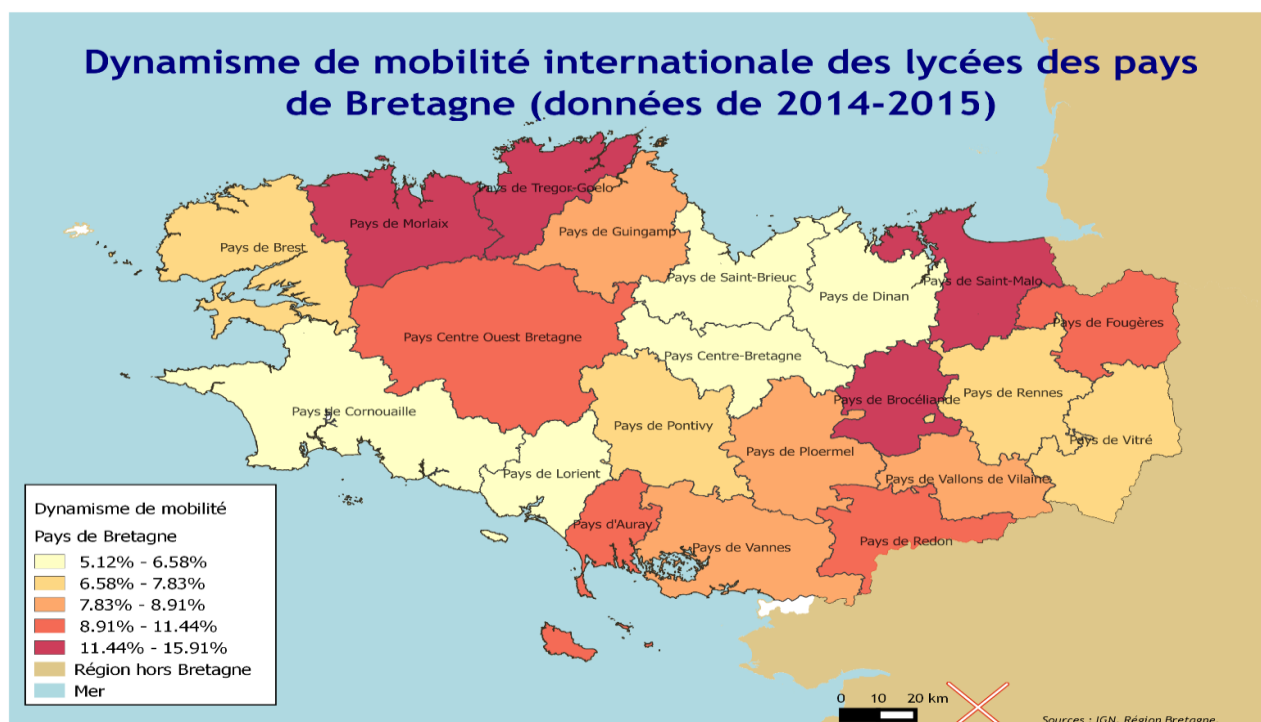 Dynamisme de mobilité internationale des lycées des pays
de Bretagne (données de 2014-2015)
Pays de Tregor-Goelo
Pays de Morlaix
Pays de Guingamp
Pays de Brest
Pays de Saint-Brieuc
Pays de Saint-Malo
Pays de Dinan
Pays de Fougères
Pays Centre Ouest Bretagne
Pays Centre-Bretagne
Pays de Rennes
Pays de Brocéliande
Pays de Cornouaille
Pays de Pontivy
Pays de Vitré
Pays de Ploermel
Pays de Lorient
Pays de Vallons de Vilaine
Pays d'Auray
Pays de Vannes
Pays de Redon
Dynamisme de mobilité
Pays de Bretagne
5.12% - 6.58%
6.58% - 7.83%
7.83% - 8.91%
8.91% - 11.44%
11.44% - 15.91%
Région hors Bretagne
Mer
0 10 20 km
Sources : IGN, Région Bretagne